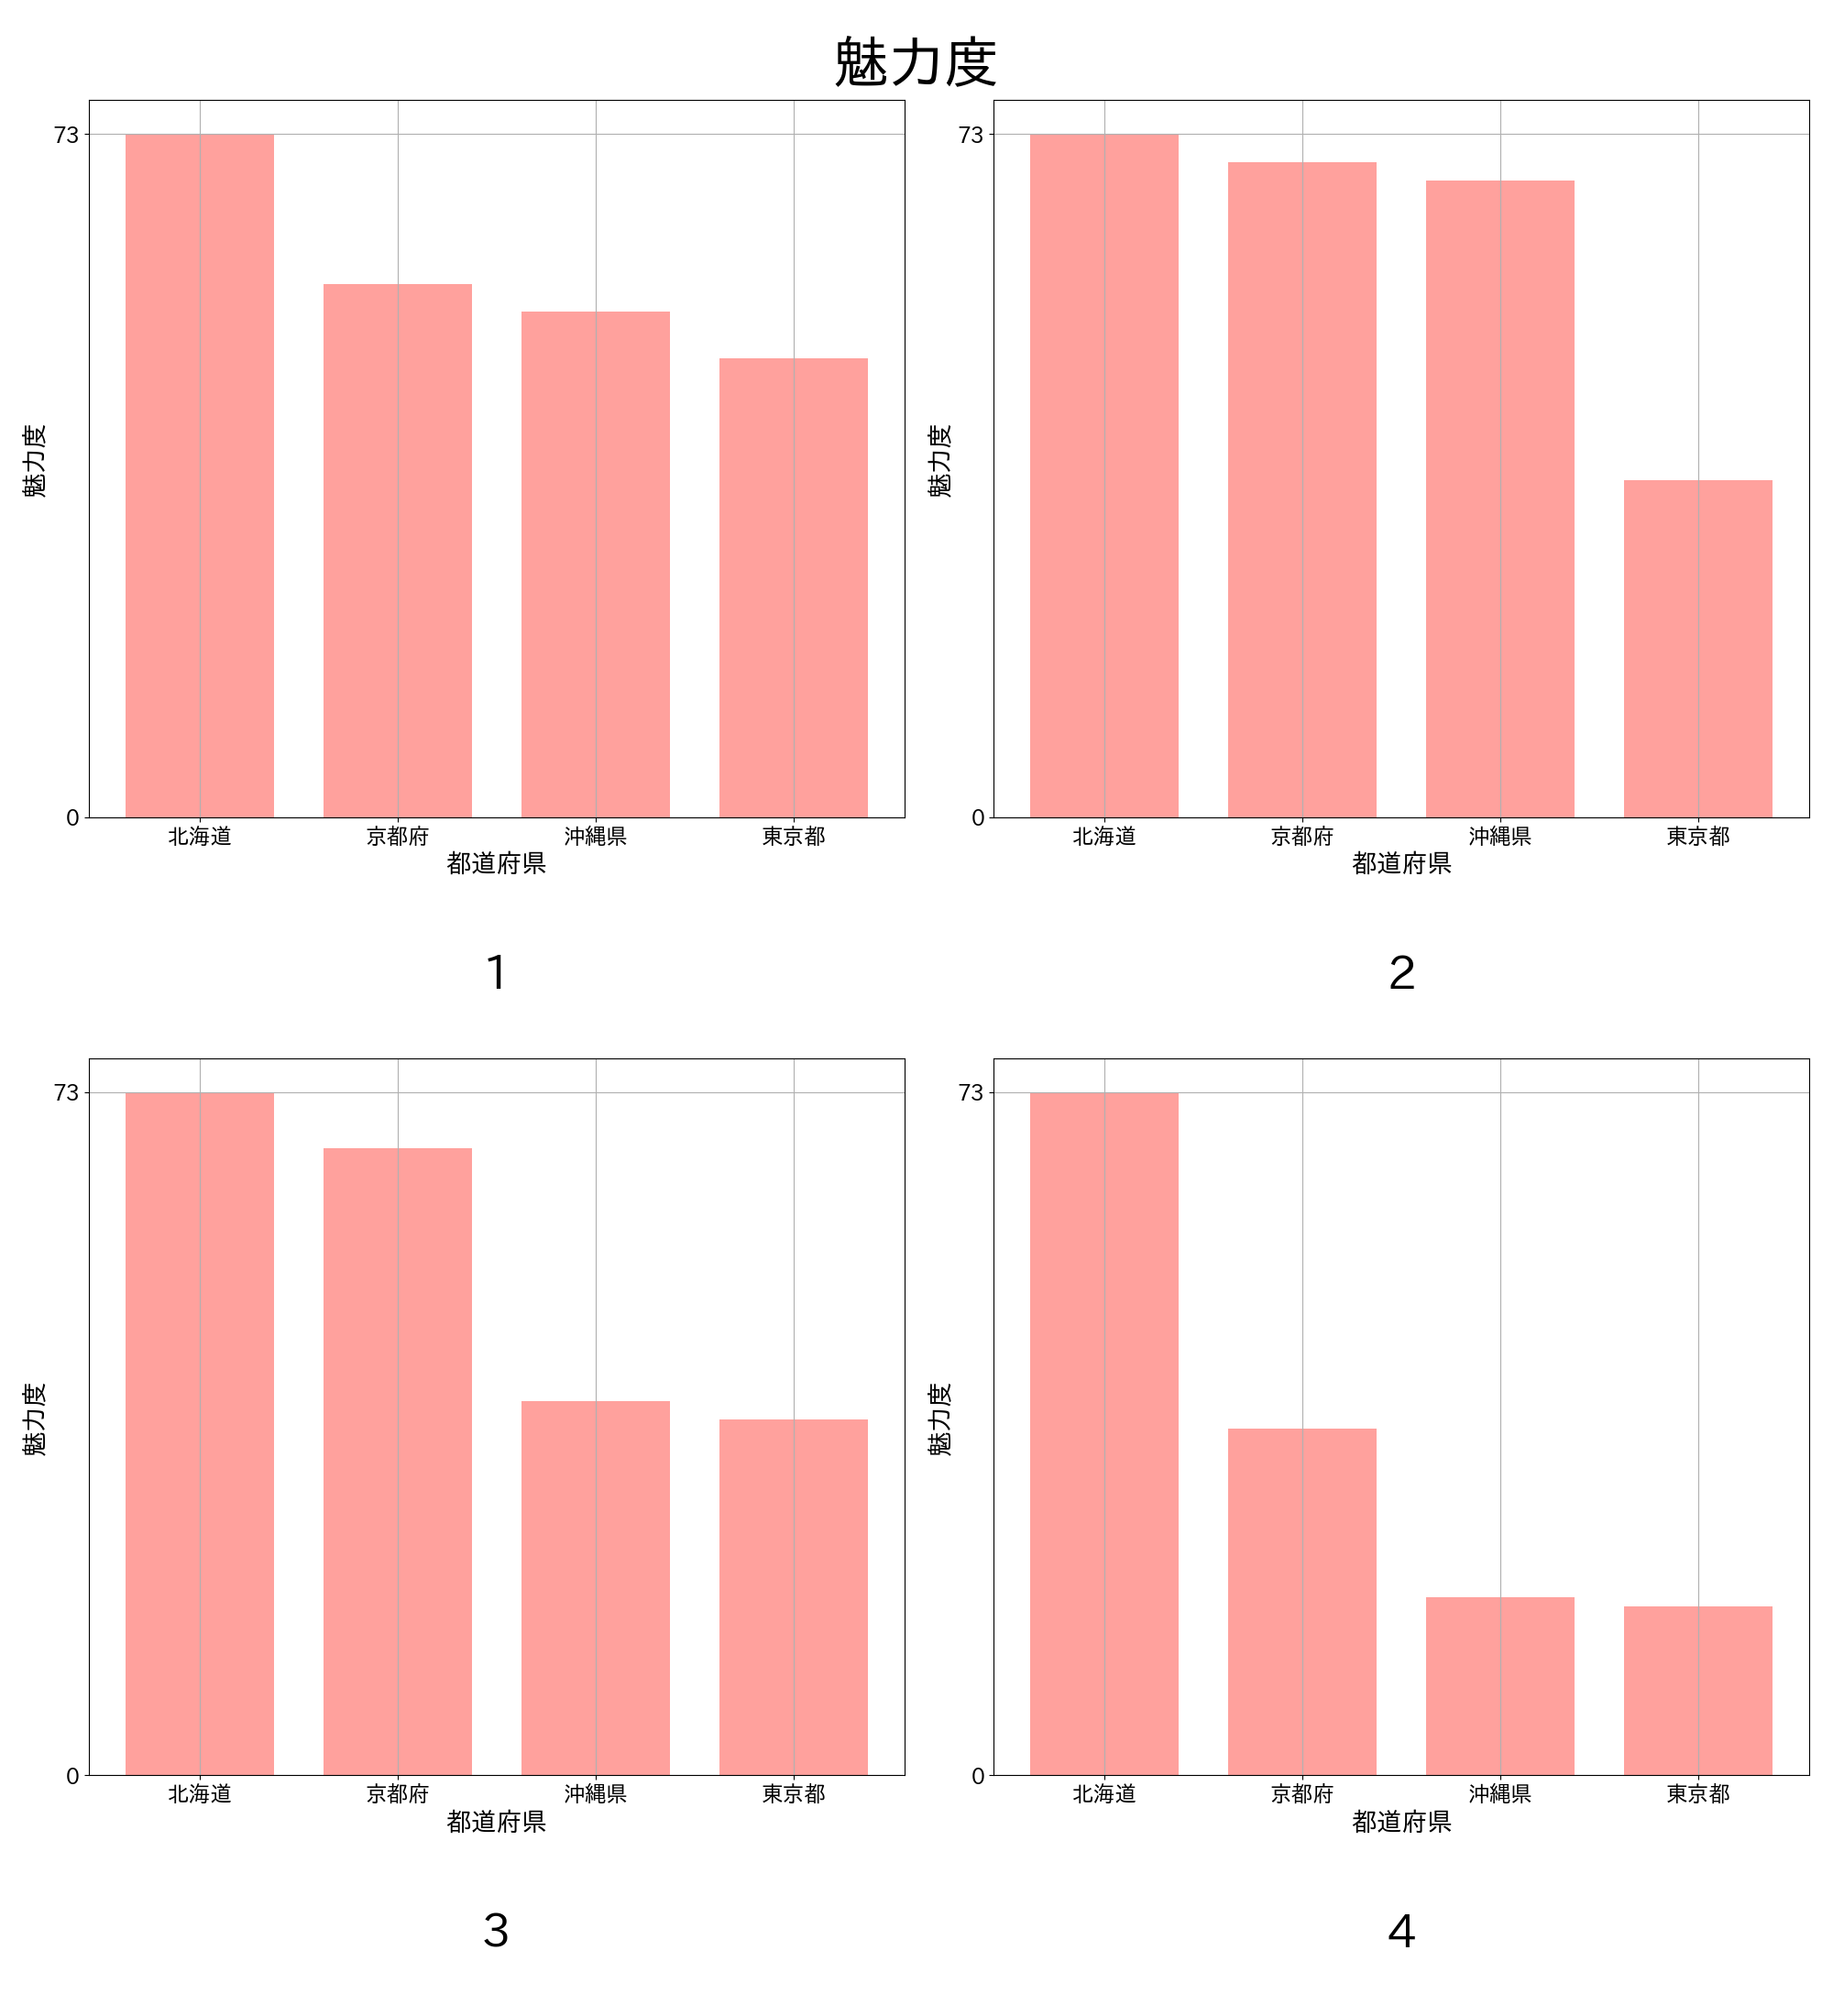 魅力度
73
0
魅力度
北海道 京都府 沖縄県 東京都
都道府県
1
73
0
魅力度
北海道 京都府 沖縄県 東京都
都道府県
2
73
0
魅力度
北海道 京都府 沖縄県 東京都
都道府県
3
73
0
魅力度
北海道 京都府 沖縄県 東京都
都道府県
4